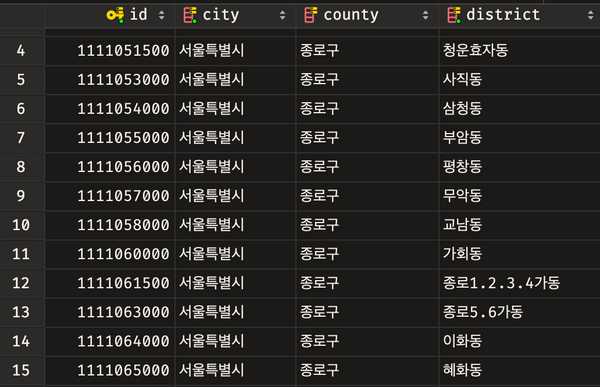 id city county district
4 1111051500 서울특별시 종로구 청운효자동
5 1111053000 서울특별시 종로구 사직동
6 1111054000 서울특별시 종로구 삼청동
7 1111055000 서울특별시 종로구 부암동
8 1111056000 서울특별시 종로구 평창동
9 1111057000 서울특별시 종로구 무악동
10 1111058000 서울특별시 종로구 교남동
11 1111060000 서울특별시 종로구 가회동
12 1111061500 서울특별시 종로구 종로1.2.3.4가동
13 1111063000 서울특별시 종로구 종로5.6가동
14 1111064000 서울특별시 종로구 이화동
15 1111065000 서울특별시 종로구 혜화동